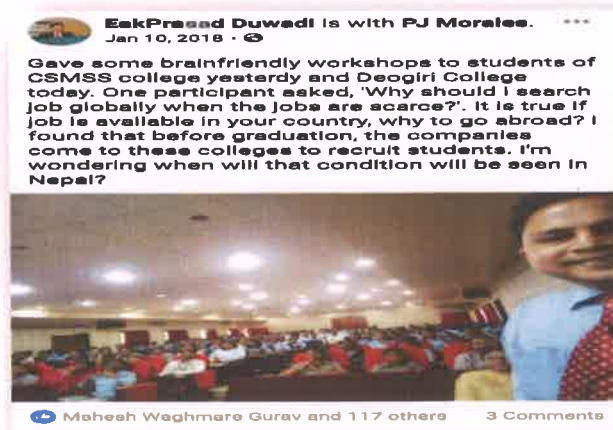 EakPrasad Duwadi is with PJ Morales.
Jan 10, 2018 ·
Gave some brainfriendly workshops to students of
CSMSS college yesterdy and Deogiri College
today. One participant asked, 'Why should I search
job globally when the jobs are scarce?'. It is true if
job is available in your country, why to go abroad? I
found that before graduation, the companies
come to these colleges to recruit students. I'm
wondering when will that condition will be seen in
Nepal?
Mahesh Waghmare Gurav and 117 others 3 Comments